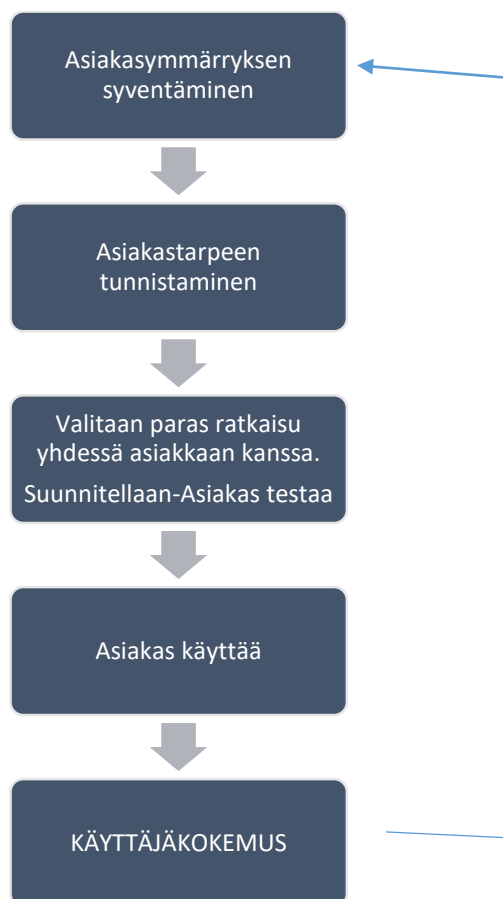 Asiakasymmärryksen
syventäminen
Asiakastarpeen
tunnistaminen
Valitaan paras ratkaisu
yhdessä asiakkaan kanssa.
Suunnitellaan-Asiakas testaa
Asiakas käyttää
KÄYTTÄJÄKOKEMUS